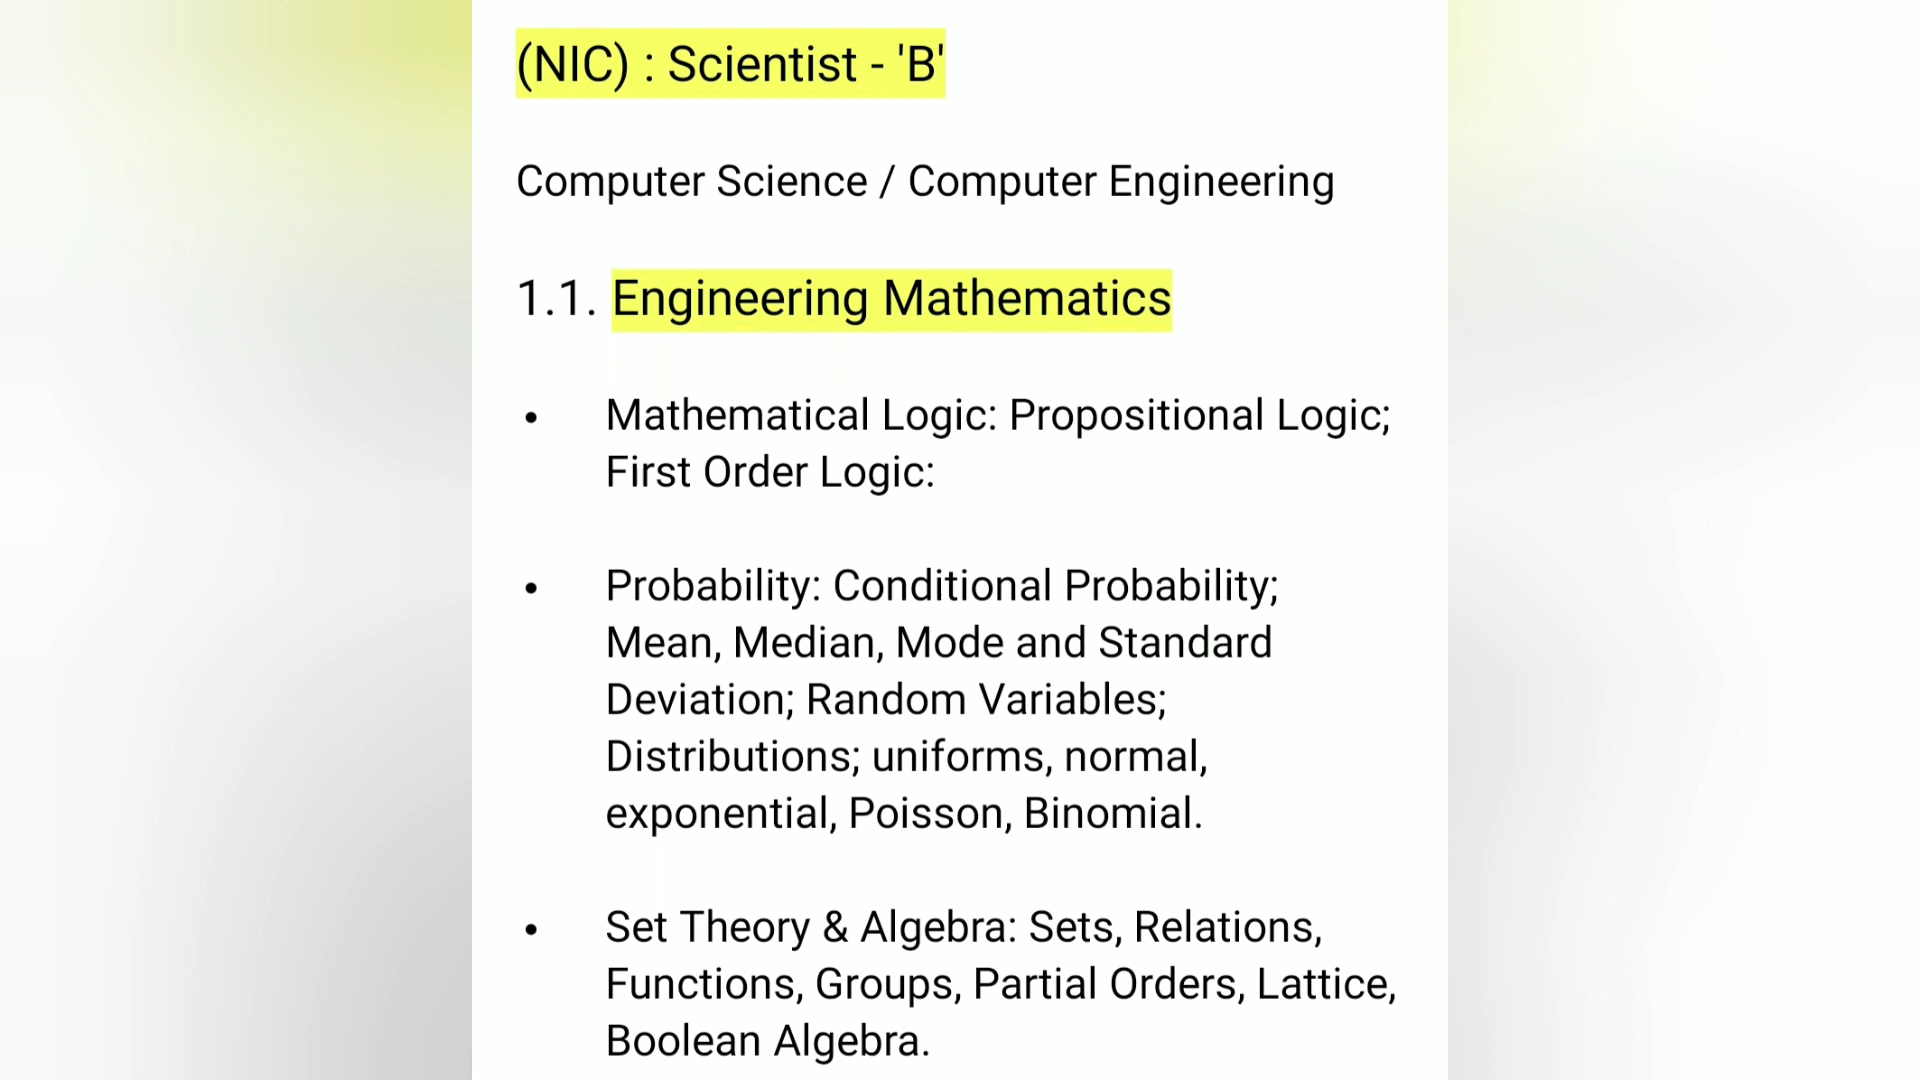 (NIC) : Scientist - 'B'
Computer Science / Computer Engineering
1.1. Engineering Mathematics
• Mathematical Logic: Propositional Logic;
First Order Logic:
• Probability: Conditional Probability;
Mean, Median, Mode and Standard
Deviation; Random Variables;
Distributions; uniforms, normal,
exponential, Poisson, Binomial.
• Set Theory & Algebra: Sets, Relations,
Functions, Groups, Partial Orders, Lattice,
Boolean Algebra.